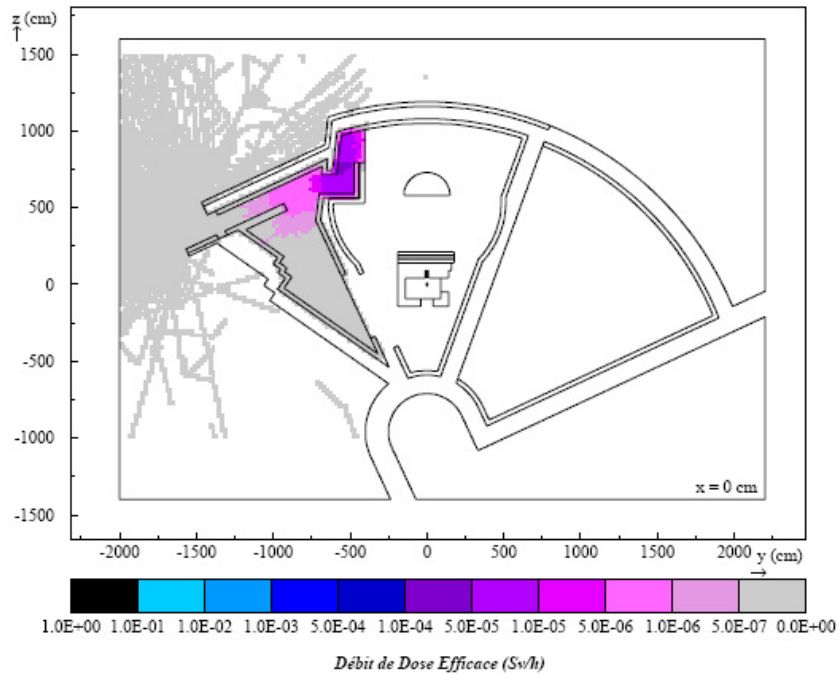 z (cm)
↑
1500
1000
500
0
-500
-1000
-1500
x = 0 cm
-2000 -1500 -1000 -500 0 500 1000 1500 2000 y (cm)
→
1.0E+00 1.0E-01 1.0E-02 1.0E-03 5.0E-04 1.0E-04 5.0E-05 1.0E-05 5.0E-06 1.0E-06 5.0E-07 0.0E+00
Débit de Dose Efficace (Sv/h)